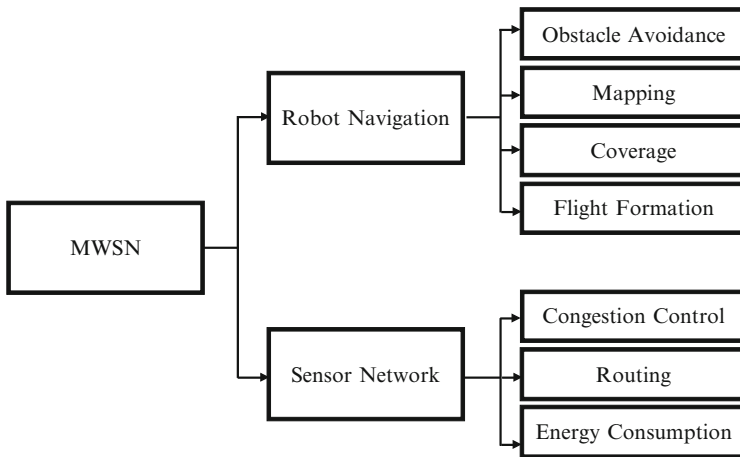 MWSN
Robot Navigation
Obstacle Avoidance
Mapping
Coverage
Flight Formation
Sensor Network
Congestion Control
Routing
Energy Consumption